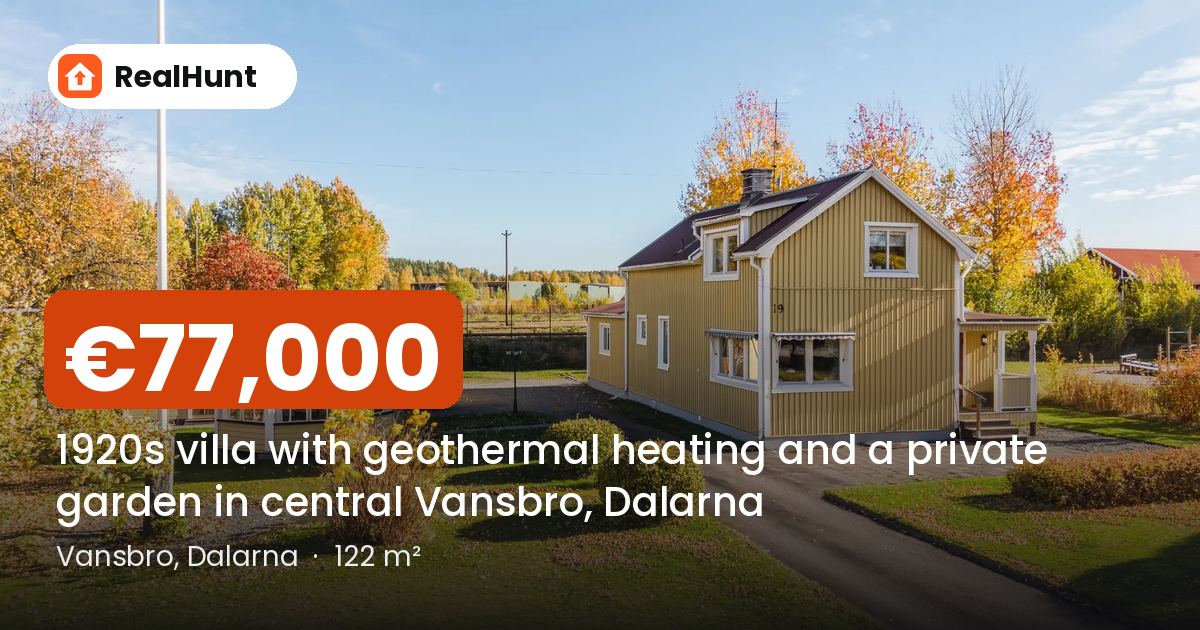 RealHunt
€77,000
19
1920s villa with geothermal heating and a private
garden in central Vansbro, Dalarna
Vansbro, Dalarna · 122 m²